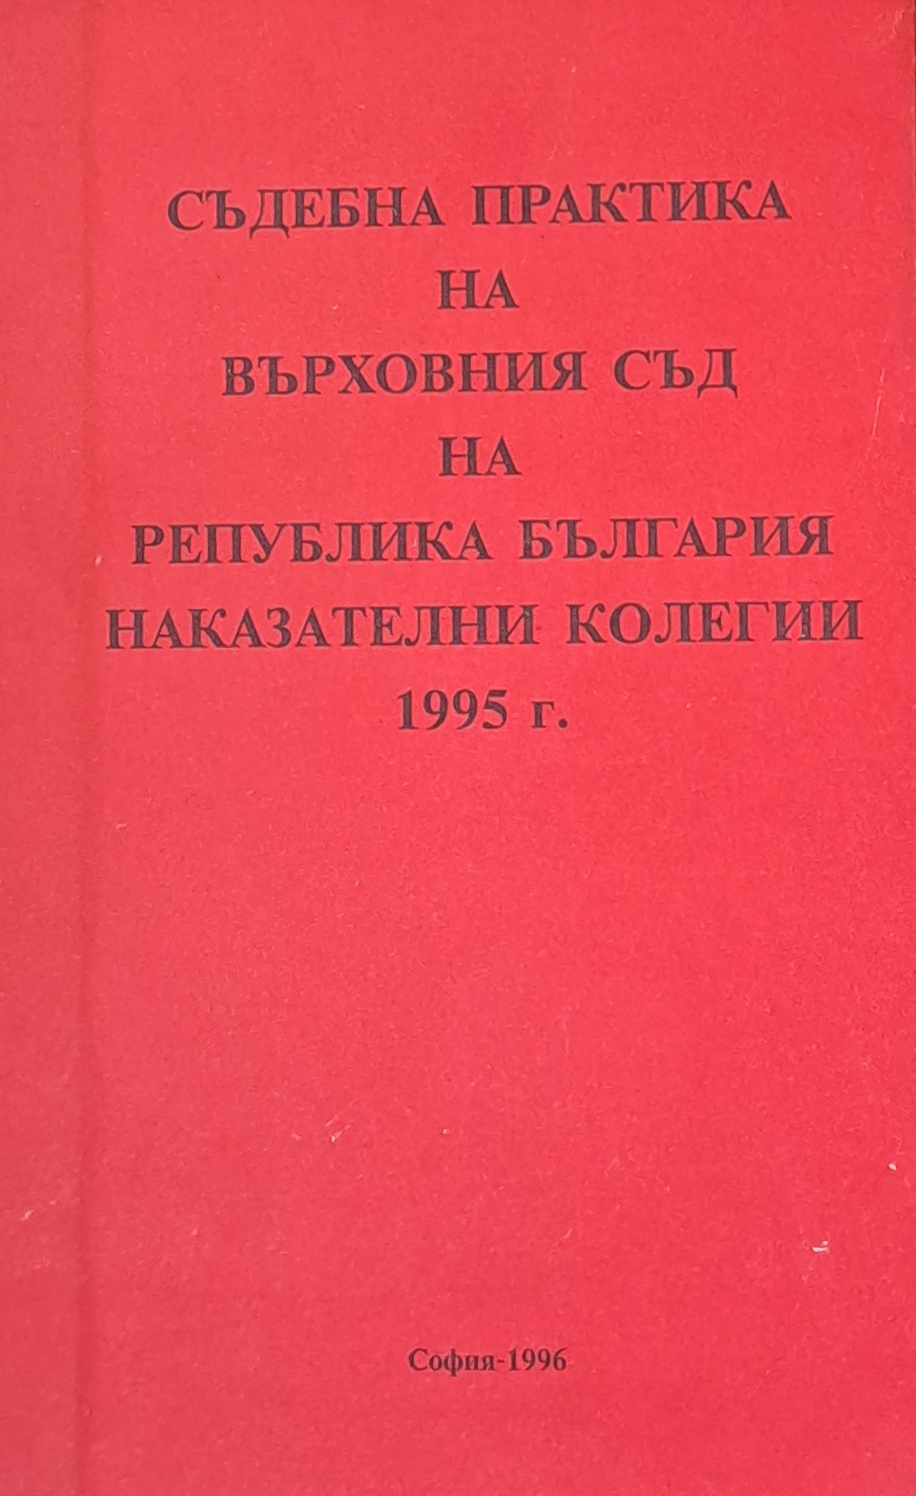 СЪДЕБНА ПРАКТИКА
НА
ВЪРХОВНИЯ СЪД
НА
РЕПУБЛИКА БЪЛГАРИЯ
НАКАЗАТЕЛНИ КОЛЕГИИ
1995 г.
София-1996